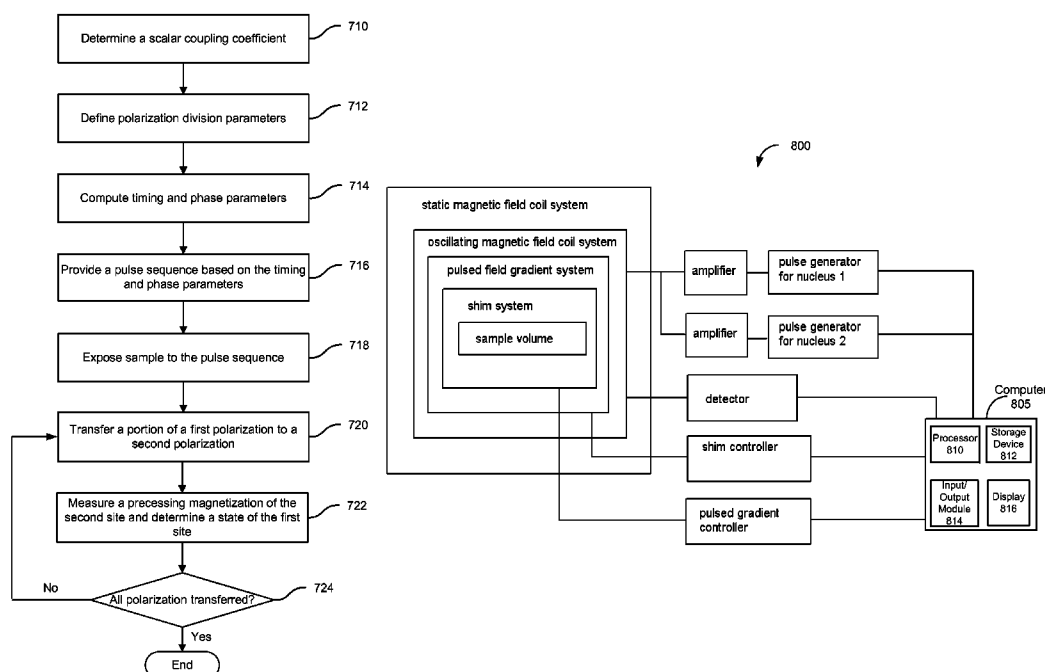 Determine a scalar coupling coefficient
710
Define polarization division parameters
712
Compute timing and phase parameters
714
Provide a pulse sequence based on the timing
and phase parameters
716
Expose sample to the pulse sequence
718
Transfer a portion of a first polarization to a
second polarization
720
Measure a precessing magnetization of the
second site and determine a state of the first
site
722
All polarization transferred?
724
No
Yes
End
800
static magnetic field coil system
oscillating magnetic field coil system
pulsed field gradient system
shim system
sample volume
amplifier
pulse generator
for nucleus 1
amplifier
pulse generator
for nucleus 2
detector
shim controller
pulsed gradient
controller
Computer
805
Processor
810
Storage
Device
812
Input/
Output
Module
814
Display
816